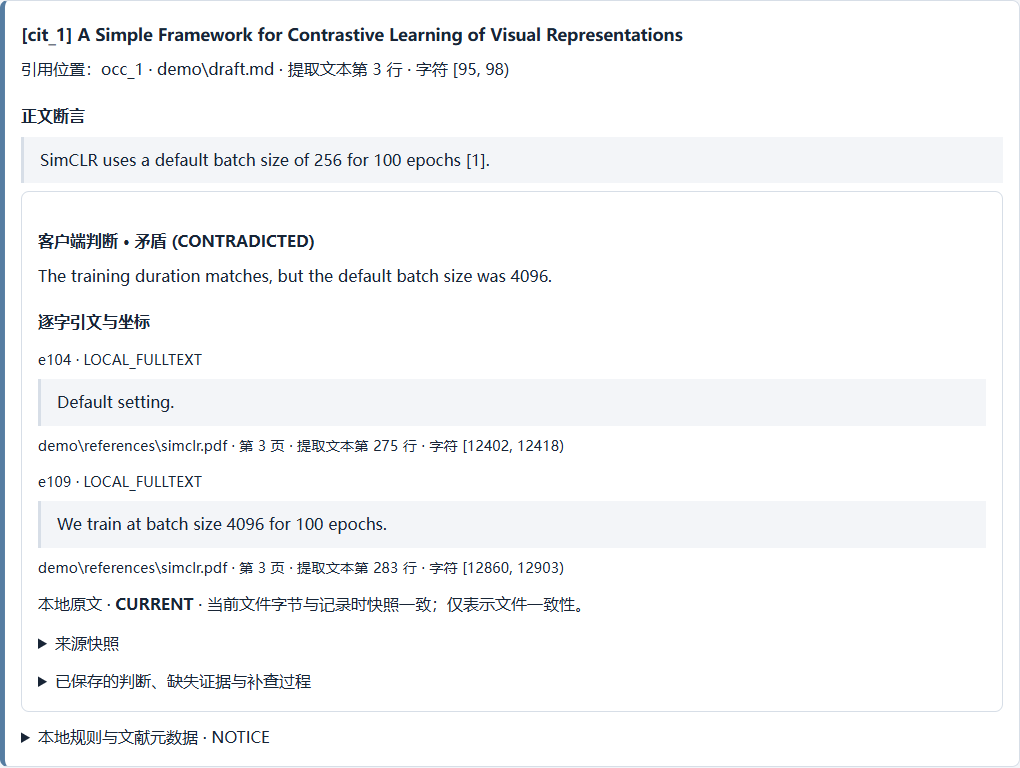 [cit_1] A Simple Framework for Contrastive Learning of Visual Representations
引用位置：occ_1 · demo\draft.md · 提取文本第 3 行 · 字符 [95, 98)
正文断言
SimCLR uses a default batch size of 256 for 100 epochs [1].
客户端判断 • 矛盾 (CONTRADICTED)
The training duration matches, but the default batch size was 4096.
逐字引文与坐标
e104 · LOCAL_FULLTEXT
Default setting.
demo\references\simclr.pdf · 第 3 页 · 提取文本第 275 行 · 字符 [12402, 12418)
e109 · LOCAL_FULLTEXT
We train at batch size 4096 for 100 epochs.
demo\references\simclr.pdf · 第 3 页 · 提取文本第 283 行 · 字符 [12860, 12903)
本地原文 · CURRENT · 当前文件字节与记录时快照一致；仅表示文件一致性。
▶ 来源快照
▶ 已保存的判断、缺失证据与补查过程
▶ 本地规则与文献元数据 · NOTICE